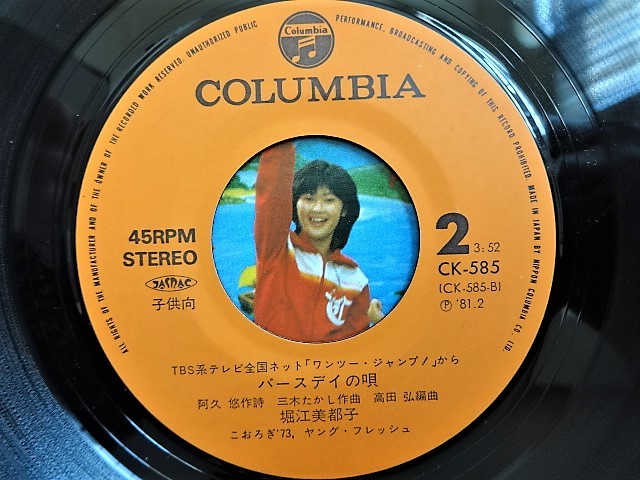 ALL RIGHTS OF THE MANUFACTURER AND OF THE OWNER OF THE RECORDED WORK RESERVED. UNAUTHORIZED PUBLIC PERFORMANCE, BROADCASTING AND COPYING OF THIS RECORD PROHIBITED. MADE IN JAPAN BY NIPPON COLUMBIA CO., LTD.
Columbia
COLUMBIA
45RPM
STEREO
JASRAC
子供向
2 3:52
CK-585
(CK-585-B)
Ⓟ '81.2
C
TBS系テレビ全国ネット「ワンツー・ジャンプ!」から
バースデイの唄
阿久 悠作詩 三木たかし作曲 高田 弘編曲
堀江美都子
こおろぎ'73, ヤング・フレッシュ